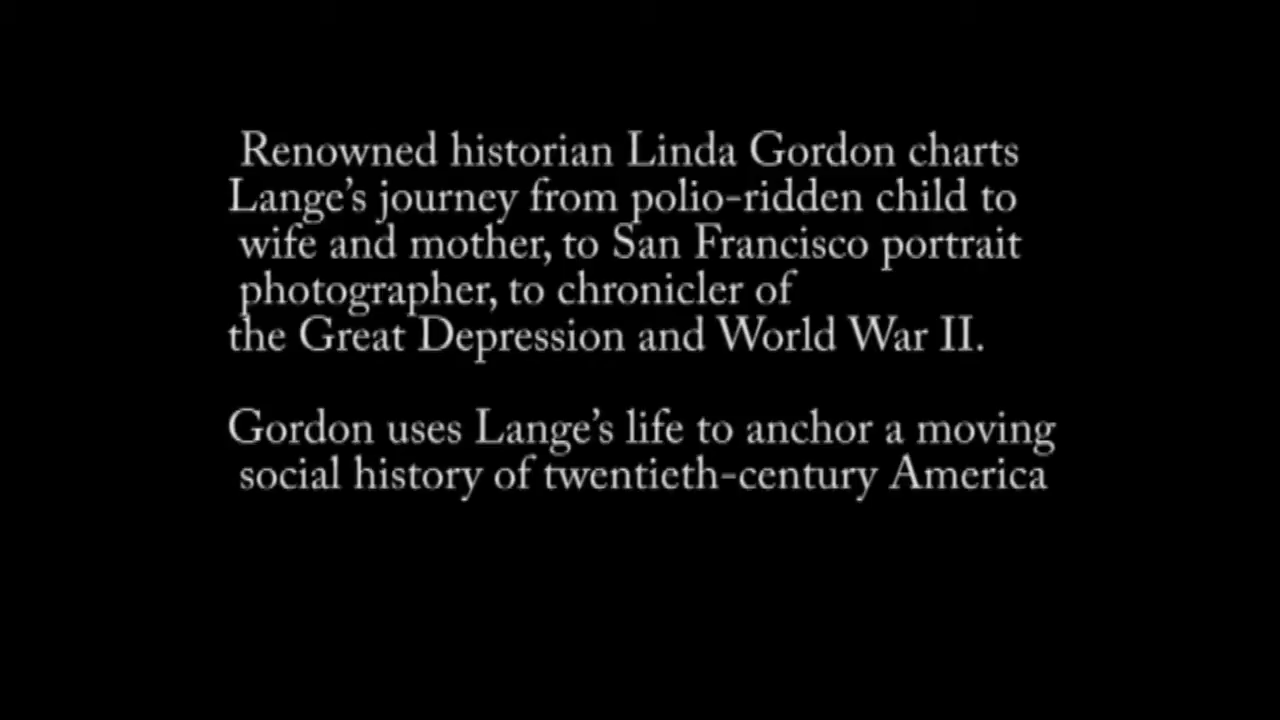 Renowned historian Linda Gordon charts
Lange’s journey from polio-ridden child to
wife and mother, to San Francisco portrait
photographer, to chronicler of
the Great Depression and World War II.
Gordon uses Lange’s life to anchor a moving
social history of twentieth-century America